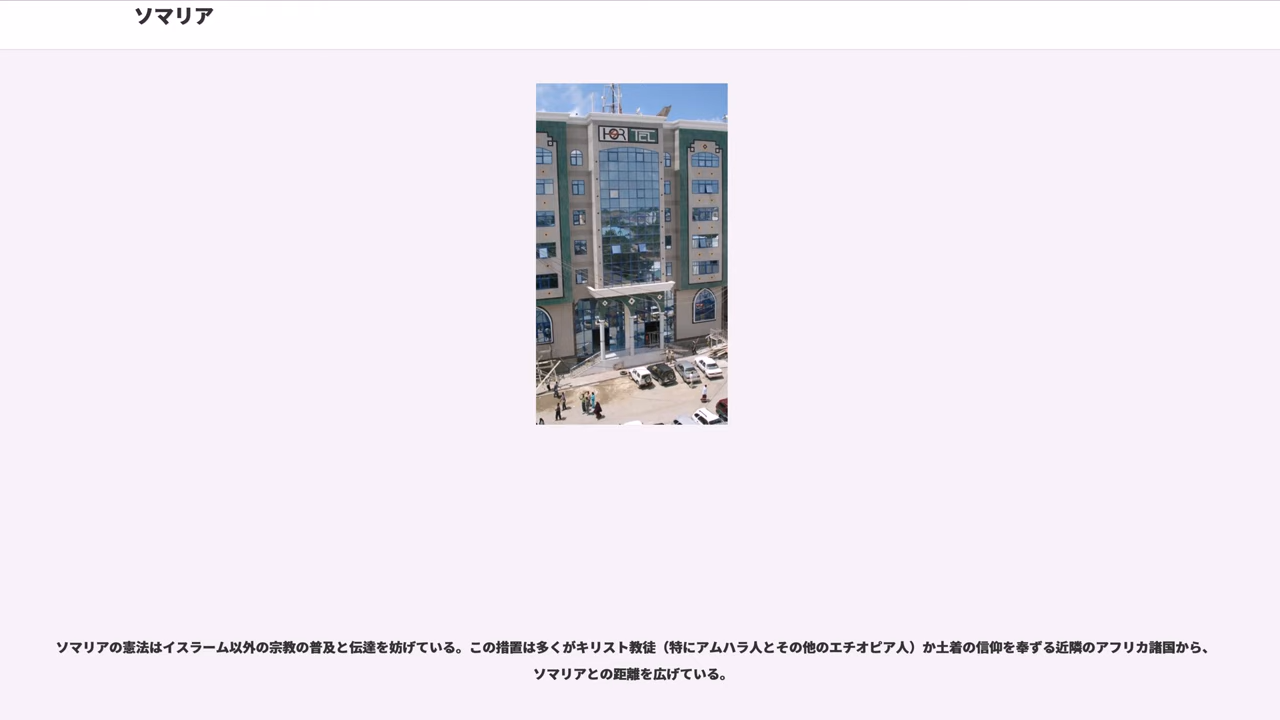 ソマリア
HOR TEL
ソマリアの憲法はイスラーム以外の宗教の普及と伝達を妨げている。この措置は多くがキリスト教徒（特にアムハラ人とその他のエチオピア人）か土着の信仰を奉ずる近隣のアフリカ諸国から、
ソマリアとの距離を広げている。